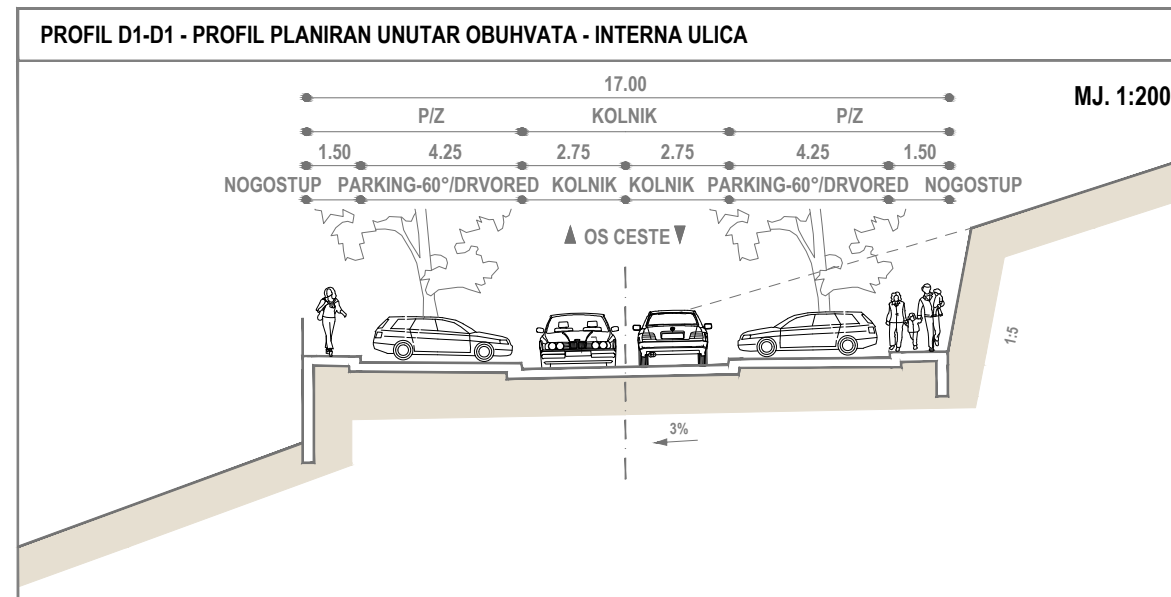 PROFIL D1-D1 - PROFIL PLANIRAN UNUTAR OBUHVATA - INTERNA ULICA
17.00
MJ. 1:200
P/Z KOLNIK P/Z
1.50 4.25 2.75 2.75 4.25 1.50
NOGOSTUP PARKING-60°/DRVORED KOLNIK KOLNIK PARKING-60°/DRVORED NOGOSTUP
OS CESTE
1:5
3%